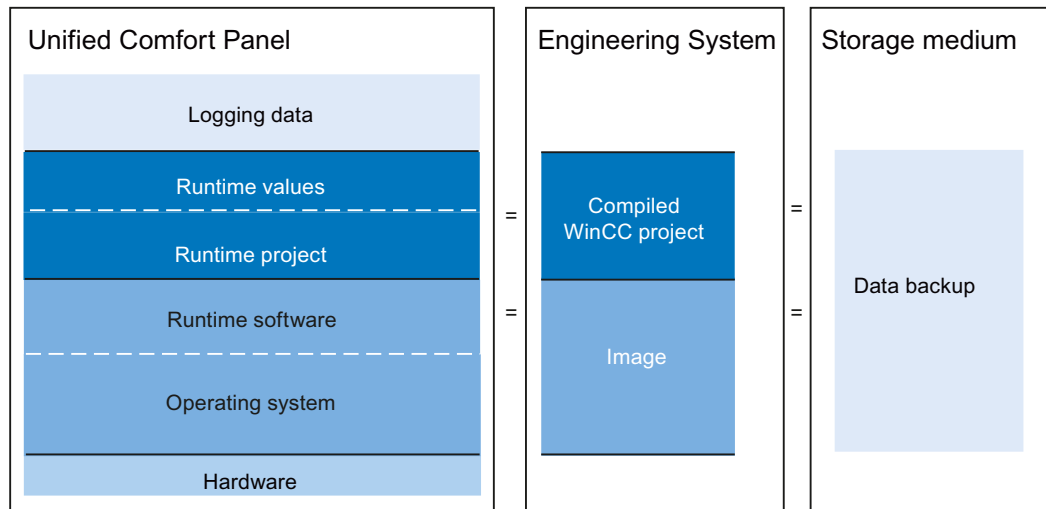 Unified Comfort Panel
Logging data
Runtime values
Runtime project
Runtime software
Operating system
Hardware
=
=
Engineering System
Compiled
WinCC project
Image
=
=
Storage medium
Data backup